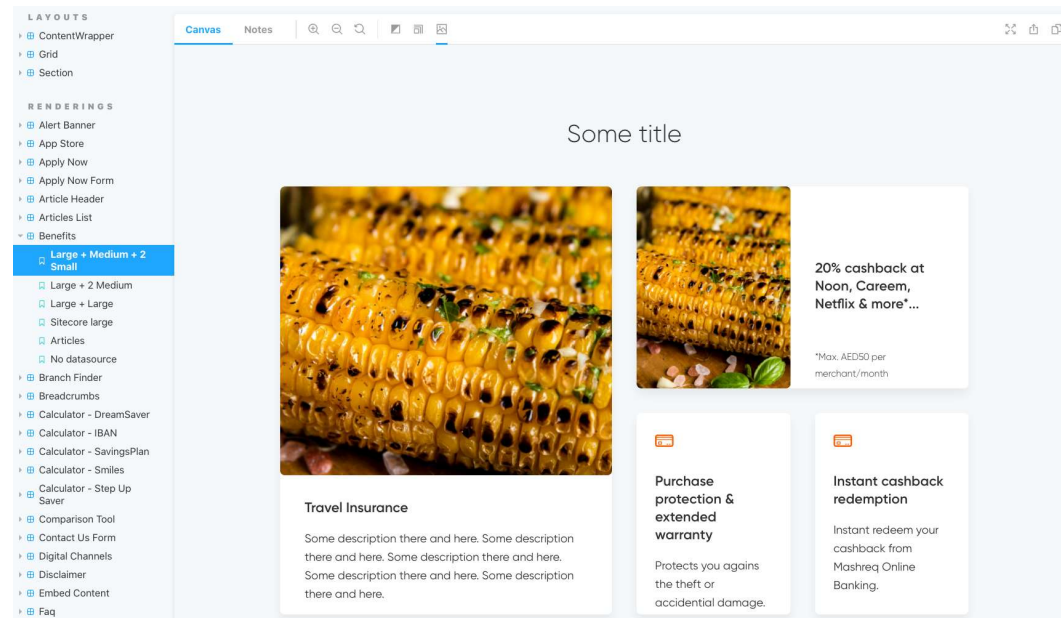 LAYOUTS
ContentWrapper
Grid
Section
RENDERINGS
Alert Banner
App Store
Apply Now
Apply Now Form
Article Header
Articles List
Benefits
Large + Medium + 2
Small
Large + 2 Medium
Large + Large
Sitecore large
Articles
No datasource
Branch Finder
Breadcrumbs
Calculator - DreamSaver
Calculator - IBAN
Calculator - SavingsPlan
Calculator - Smiles
Calculator - Step Up
Saver
Comparison Tool
Contact Us Form
Digital Channels
Disclaimer
Embed Content
Faq
Canvas
Notes
Some title
Travel Insurance
Some description there and here. Some description
there and here. Some description there and here.
Some description there and here. Some description
there and here.
20% cashback at
Noon, Careem,
Netflix & more*...
*Max. AED50 per
merchant/month
Purchase
protection &
extended
warranty
Protects you agains
the theft or
accidential damage.
Instant cashback
redemption
Instant redeem your
cashback from
Mashreq Online
Banking.